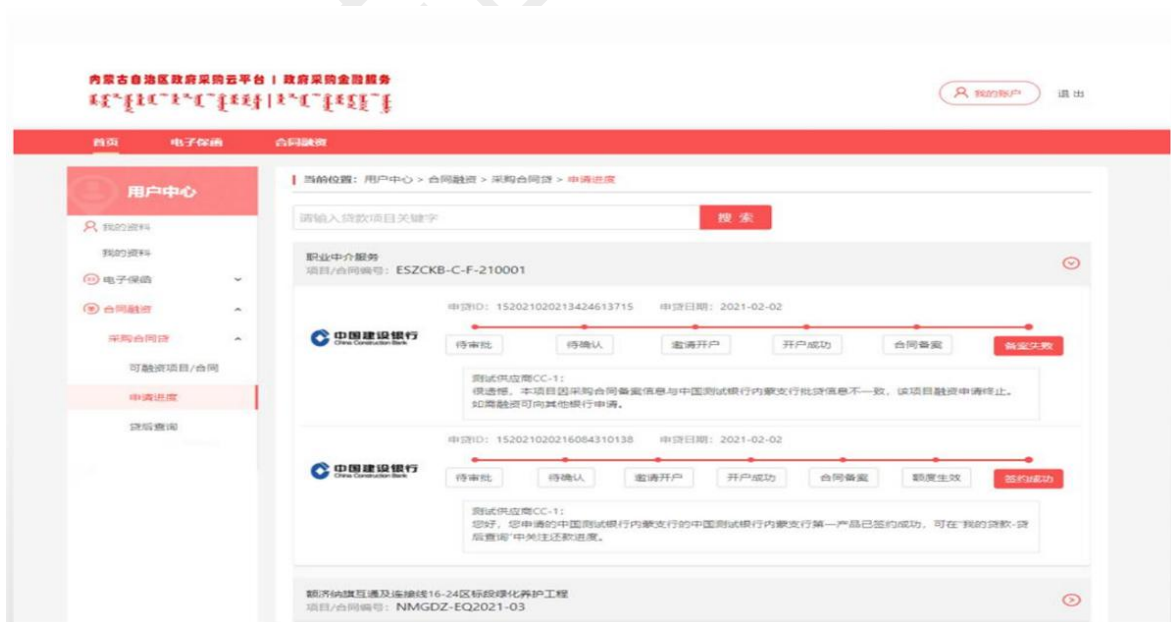 内蒙古自治区政府采购云平台 | 政府采购金融服务
我的账户
退出
首页 电子保函 合同融资
用户中心
我的资料
我的资料
电子保函
合同融资
采购合同贷
可融资项目/合同
申请进度
贷后查询
当前位置：用户中心 > 合同融资 > 采购合同贷 > 申请进度
请输入贷款项目关键字
搜索
职业中介服务
项目/合同编号：ESZCKB-C-F-210001
申贷ID：15202102021342461​3715 申贷日期：2021-02-02
中国建设银行
China Construction Bank
待审批 待确认 邀请开户 开户成功 合同备案 备案失败
测试供应商CC-1：
很遗憾，本项目因采购合同备案信息与中国测试银行内蒙支行批贷信息不一致，该项目融资申请终止。
如需融资可向其他银行申请。
申贷ID：15202102021608431​0138 申贷日期：2021-02-02
中国建设银行
China Construction Bank
待审批 待确认 邀请开户 开户成功 合同备案 额度生效 签约成功
测试供应商CC-1：
您好，您申请的中国测试银行内蒙支行的中国测试银行内蒙支行第一产品已签约成功，可在“我的贷款-贷
后查询”中关注还款进度。
额济纳旗互通及连接线16-24区标段绿化养护工程
项目/合同编号：NMGDZ-EQ2021-03